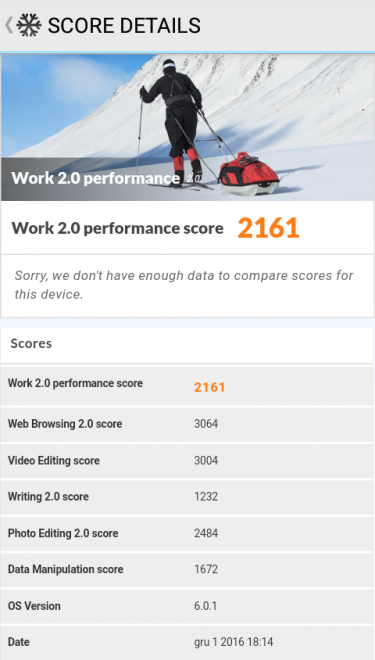 SCORE DETAILS
Work 2.0 performance 2.0
Work 2.0 performance score 2161
Sorry, we don't have enough data to compare scores for
this device.
Scores
Work 2.0 performance score 2161
Web Browsing 2.0 score 3064
Video Editing score 3004
Writing 2.0 score 1232
Photo Editing 2.0 score 2484
Data Manipulation score 1672
OS Version 6.0.1
Date gru 1 2016 18:14